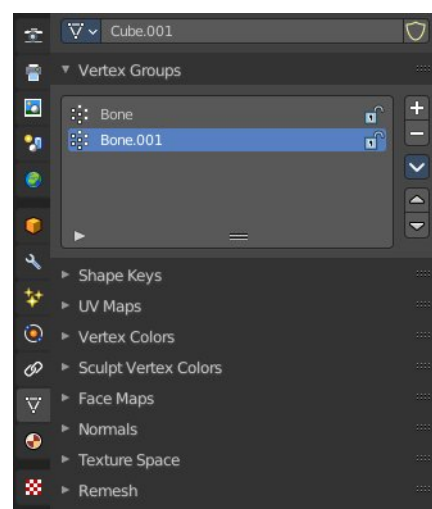 Cube.001
Vertex Groups
Bone
Bone.001
Shape Keys
UV Maps
Vertex Colors
Sculpt Vertex Colors
Face Maps
Normals
Texture Space
Remesh